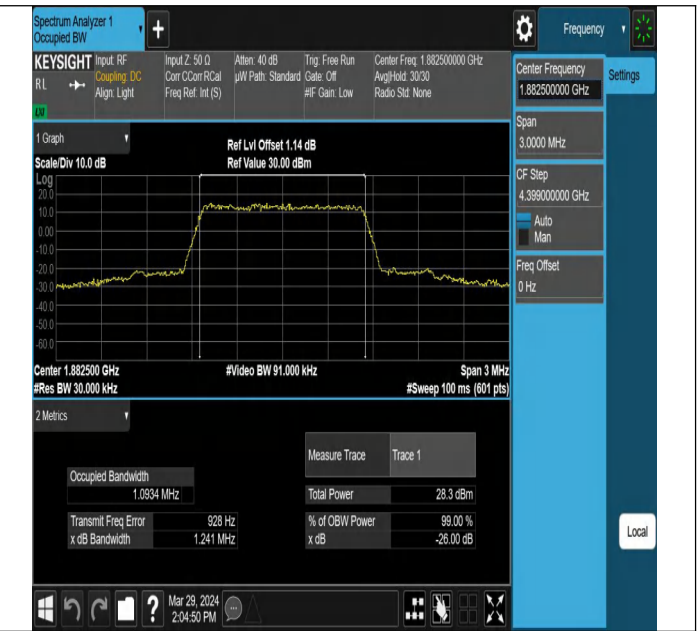 Spectrum Analyzer 1
Occupied BW
Frequency
KEYSIGHT
RL
LXI
Input: RF
Coupling: DC
Align: Light
Input Z: 50 Ω
Corr CCorr RCal
Freq Ref: Int (S)
Atten: 40 dB
µW Path: Standard
Trig: Free Run
Gate: Off
#IF Gain: Low
Center Freq: 1.882500000 GHz
Avg|Hold: 30/30
Radio Std: None
Center Frequency
1.882500000 GHz
Settings
Span
3.0000 MHz
CF Step
4.399000000 GHz
Auto
Man
Freq Offset
0 Hz
1 Graph
Scale/Div 10.0 dB
Ref Lvl Offset 1.14 dB
Ref Value 30.00 dBm
Log
20.0
10.0
0.00
-10.0
-20.0
-30.0
-40.0
-50.0
-60.0
Center 1.882500 GHz
#Res BW 30.000 kHz
#Video BW 91.000 kHz
Span 3 MHz
#Sweep 100 ms (601 pts)
2 Metrics
Measure Trace Trace 1
Occupied Bandwidth
1.0934 MHz
Total Power 28.3 dBm
Transmit Freq Error 928 Hz
% of OBW Power 99.00 %
x dB Bandwidth 1.241 MHz
x dB -26.00 dB
Local
?
Mar 29, 2024
2:04:50 PM